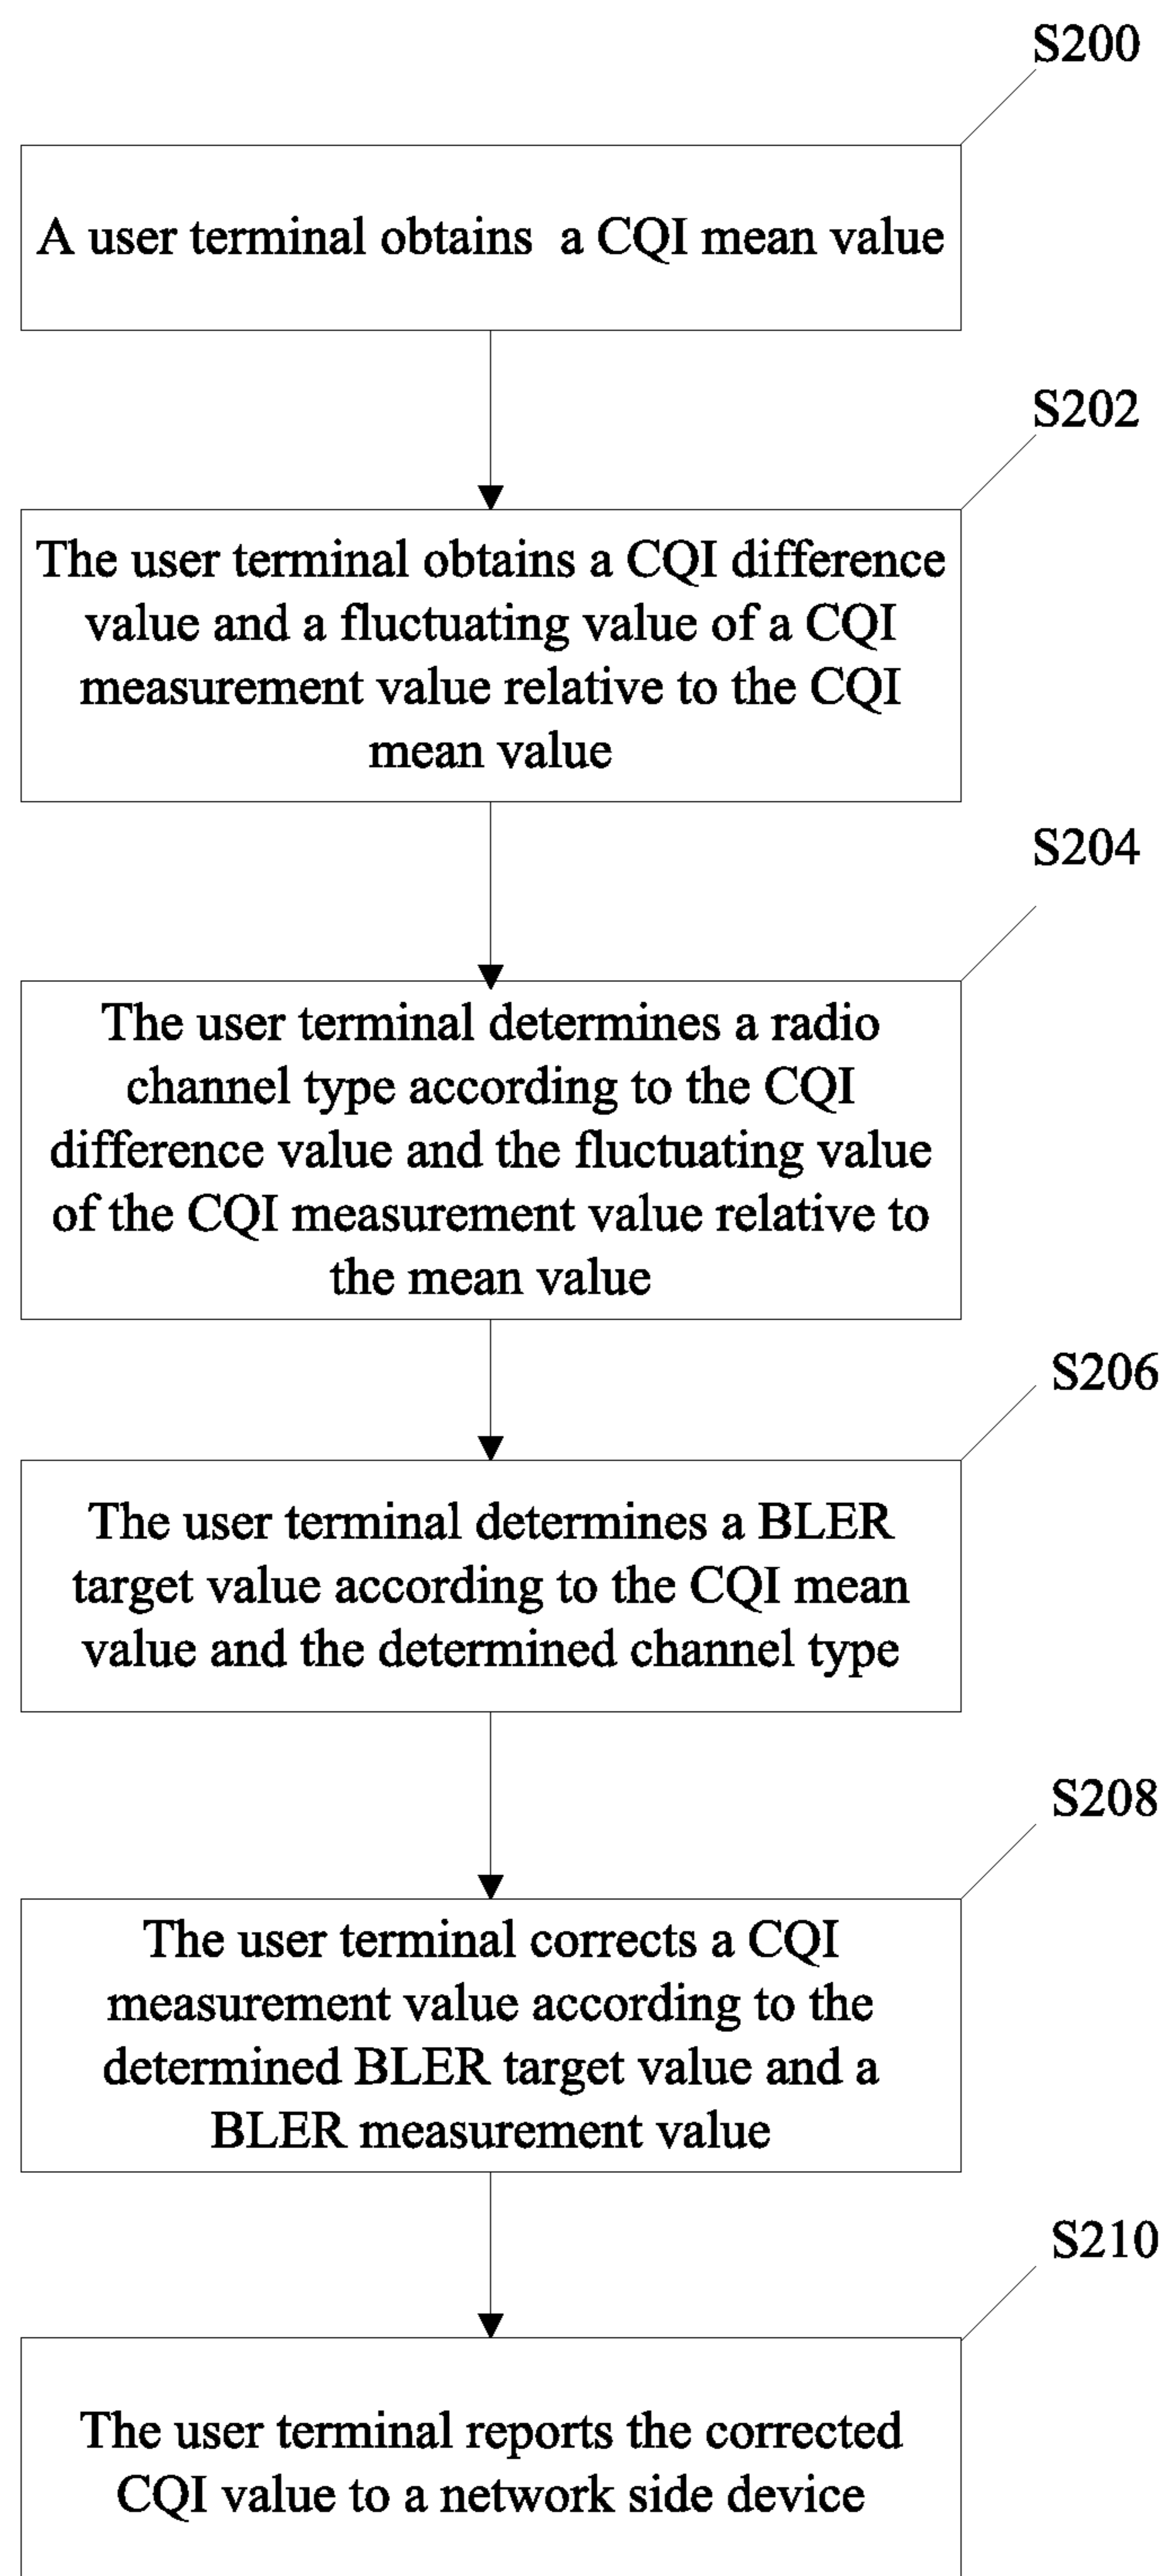 S200
A user terminal obtains a CQI mean value
S202
The user terminal obtains a CQI difference
value and a fluctuating value of a CQI
measurement value relative to the CQI
mean value
S204
The user terminal determines a radio
channel type according to the CQI
difference value and the fluctuating value
of the CQI measurement value relative to
the mean value
S206
The user terminal determines a BLER
target value according to the CQI mean
value and the determined channel type
S208
The user terminal corrects a CQI
measurement value according to the
determined BLER target value and a
BLER measurement value
S210
The user terminal reports the corrected
CQI value to a network side device